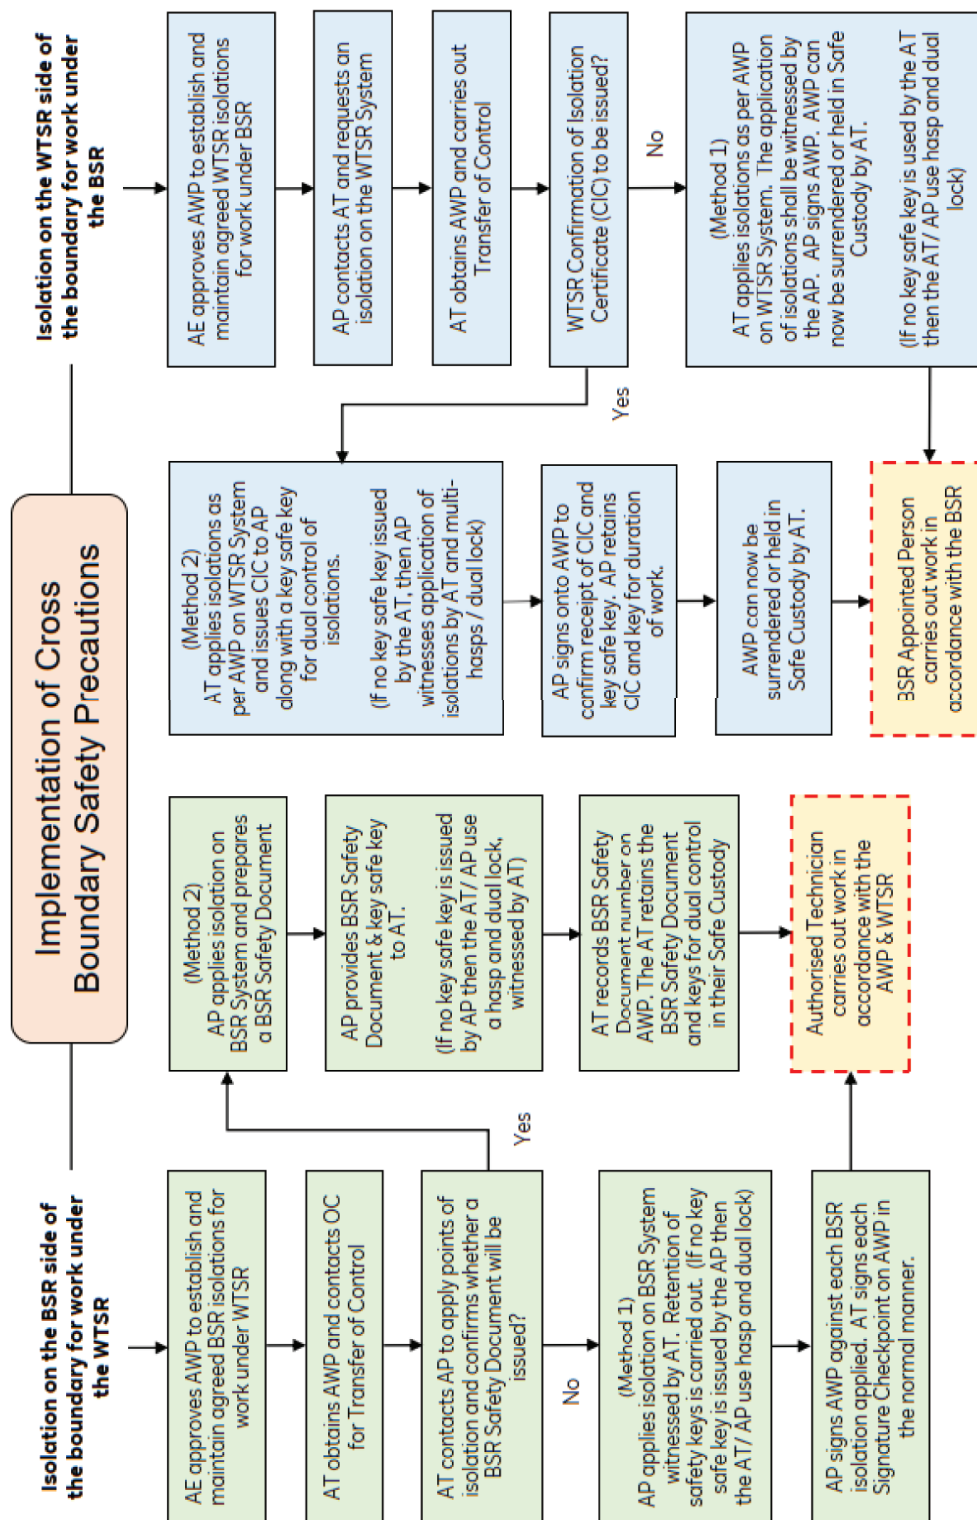 Implementation of Cross
Boundary Safety Precautions
Isolation on the BSR side of
the boundary for work under
the WTSR
AE approves AWP to establish and
maintain agreed BSR isolations for
work under WTSR
AT obtains AWP and contacts OC
for Transfer of Control
AT contacts AP to apply points of
isolation and confirms whether a
BSR Safety Document will be
issued?
No
Yes
(Method 1)
AP applies isolation on BSR System
witnessed by AT. Retention of
safety keys is carried out. (If no key
safe key is issued by the AP then
the AT/ AP use hasp and dual lock)
AP signs AWP against each BSR
isolation applied. AT signs each
Signature Checkpoint on AWP in
the normal manner.
(Method 2)
AP applies isolation on
BSR System and prepares
a BSR Safety Document
AP provides BSR Safety
Document & key safe key
to AT.
(If no key safe key is issued
by AP then the AT/ AP use
a hasp and dual lock,
witnessed by AT)
AT records BSR Safety
Document number on
AWP. The AT retains the
BSR Safety Document
and keys for dual control
in their Safe Custody
Authorised Technician
carries out work in
accordance with the
AWP & WTSR
Isolation on the WTSR side of
the boundary for work under
the BSR
AE approves AWP to establish and
maintain agreed WTSR isolations
for work under BSR
AP contacts AT and requests an
isolation on the WTSR System
AT obtains AWP and carries out
Transfer of Control
WTSR Confirmation of Isolation
Certificate (CIC) to be issued?
Yes
No
(Method 2)
AT applies isolations as
per AWP on WTSR System
and issues CIC to AP
along with a key safe key
for dual control of
isolations.
(If no key safe key issued
by the AT, then AP
witnesses application of
isolations by AT and multi-
hasps / dual lock)
AP signs onto AWP to
confirm receipt of CIC and
key safe key. AP retains
CIC and key for duration
of work.
AWP can now be
surrendered or held in
Safe Custody by AT.
(Method 1)
AT applies isolations as per AWP
on WTSR System. The application
of isolations shall be witnessed by
the AP. AP signs AWP. AWP can
now be surrendered or held in Safe
Custody by AT.
(If no key safe key is used by the AT
then the AT/ AP use hasp and dual
lock)
BSR Appointed Person
carries out work in
accordance with the BSR